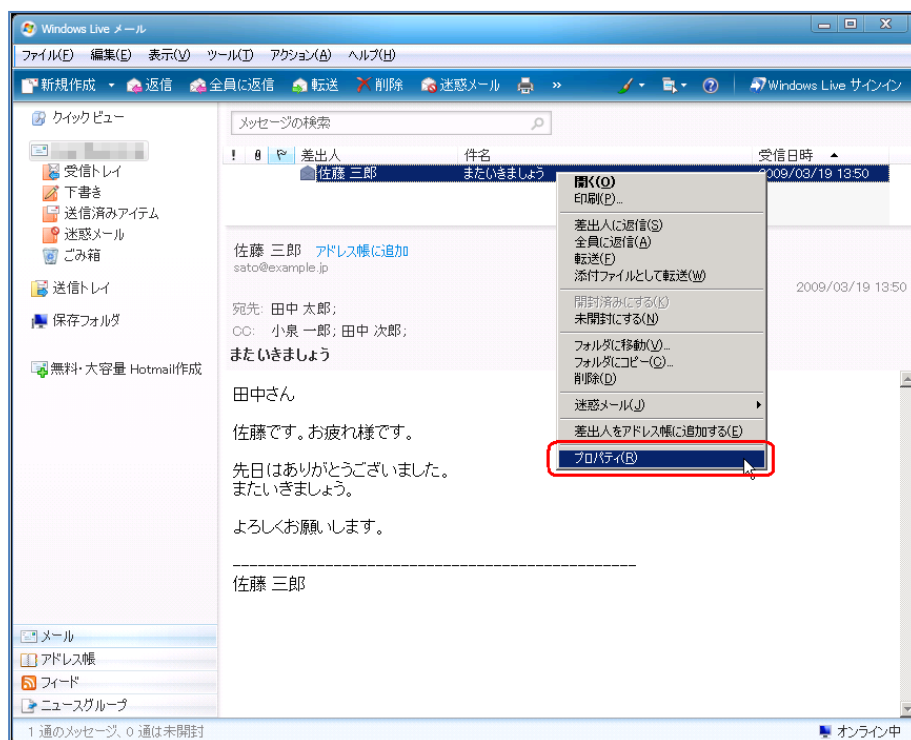 Windows Live メール
ファイル(F) 編集(E) 表示(V) ツール(T) アクション(A) ヘルプ(H)
新規作成 返信 全員に返信 転送 削除 迷惑メール » Windows Live サインイン
クイック ビュー
メッセージの検索
! 差出人 件名 受信日時
佐藤 三郎 またいきましょう 2009/03/19 13:50
受信トレイ
下書き
送信済みアイテム
迷惑メール
ごみ箱
送信トレイ
保存フォルダ
無料・大容量 Hotmail作成
開く(O)
印刷(P)...
差出人に返信(S)
全員に返信(A)
転送(F)
添付ファイルとして転送(W)
開封済みにする(K)
未開封にする(N)
フォルダに移動(V)...
フォルダにコピー(C)...
削除(D)
迷惑メール(J)
差出人をアドレス帳に追加する(E)
プロパティ(R)
佐藤 三郎 アドレス帳に追加
sato@example.jp
2009/03/19 13:50
宛先: 田中 太郎;
CC: 小泉 一郎; 田中 次郎;
またいきましょう
田中さん
佐藤です。お疲れ様です。
先日はありがとうございました。
またいぎましょう。
よろしくお願いします。
------------------------------------------------
佐藤 三郎
メール
アドレス帳
フィード
ニュースグループ
1 通のメッセージ、0 通は未開封
オンライン中